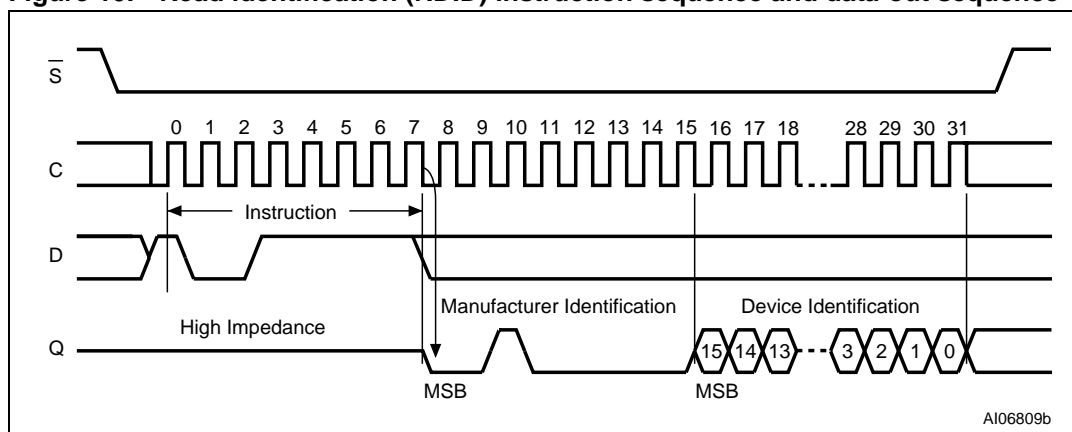 Figure 10. Read identification (RDID) instruction sequence and data-out sequence
S
0 1 2 3 4 5 6 7 8 9 10 11 12 13 14 15 16 17 18 28 29 30 31
C
Instruction
D
Manufacturer Identification Device Identification
High Impedance
Q 15 14 13 3 2 1 0
MSB MSB
AI06809b